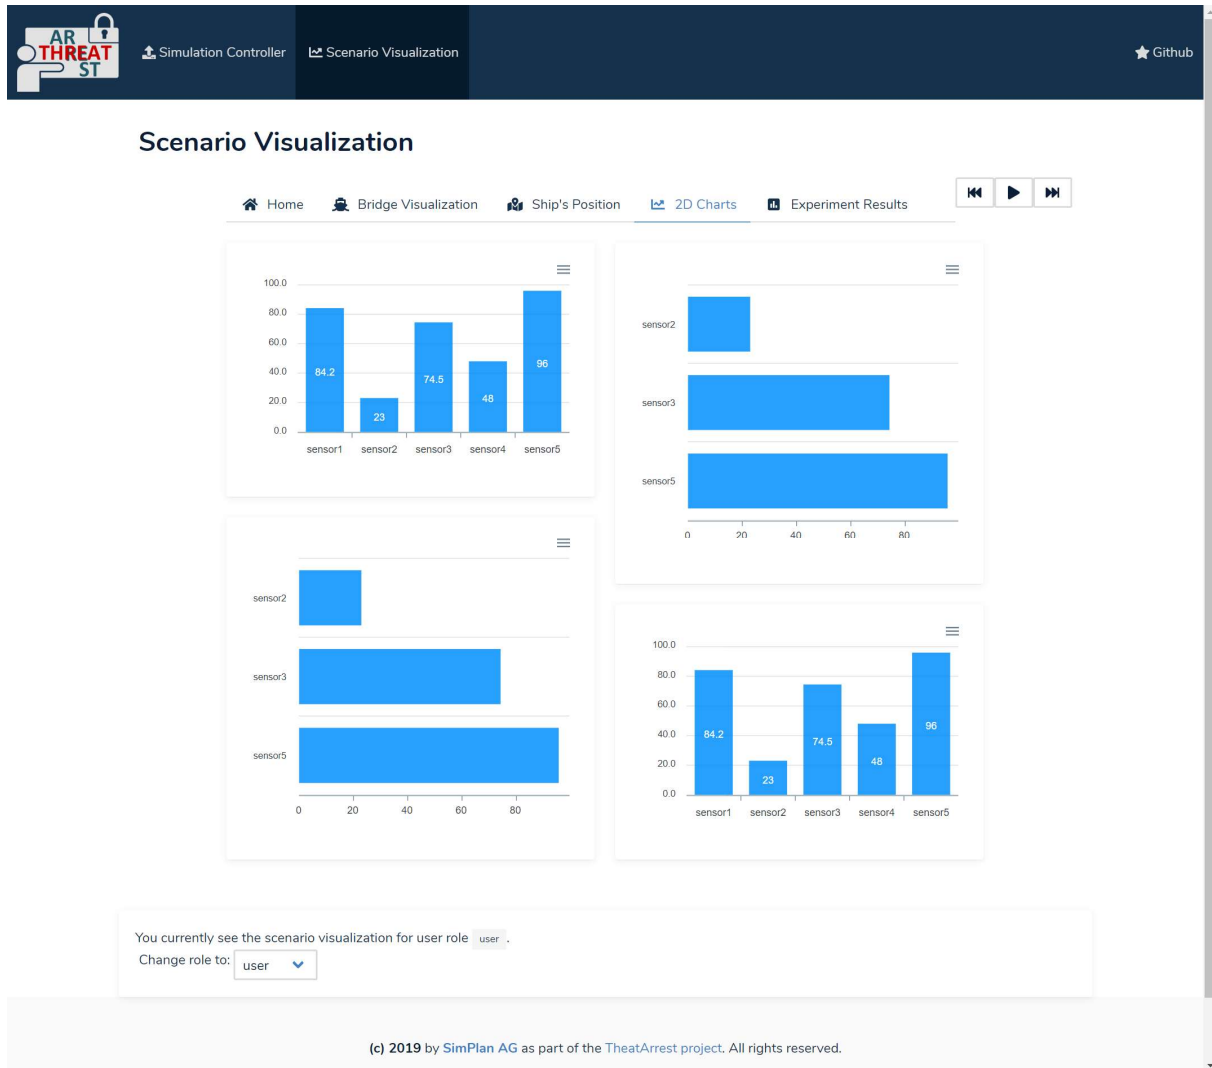 AR
THREAT
ST
Simulation Controller
Scenario Visualization
Github
Scenario Visualization
Home
Bridge Visualization
Ship's Position
2D Charts
Experiment Results
100.0
80.0
60.0
40.0
20.0
0.0
84.2
23
74.5
48
96
sensor1 sensor2 sensor3 sensor4 sensor5
sensor2
sensor3
sensor5
0 20 40 60 80
sensor2
sensor3
sensor5
0 20 40 60 80
100.0
80.0
60.0
40.0
20.0
0.0
84.2
23
74.5
48
96
sensor1 sensor2 sensor3 sensor4 sensor5
You currently see the scenario visualization for user role user .
Change role to: user
(c) 2019 by SimPlan AG as part of the TheatArrest project. All rights reserved.